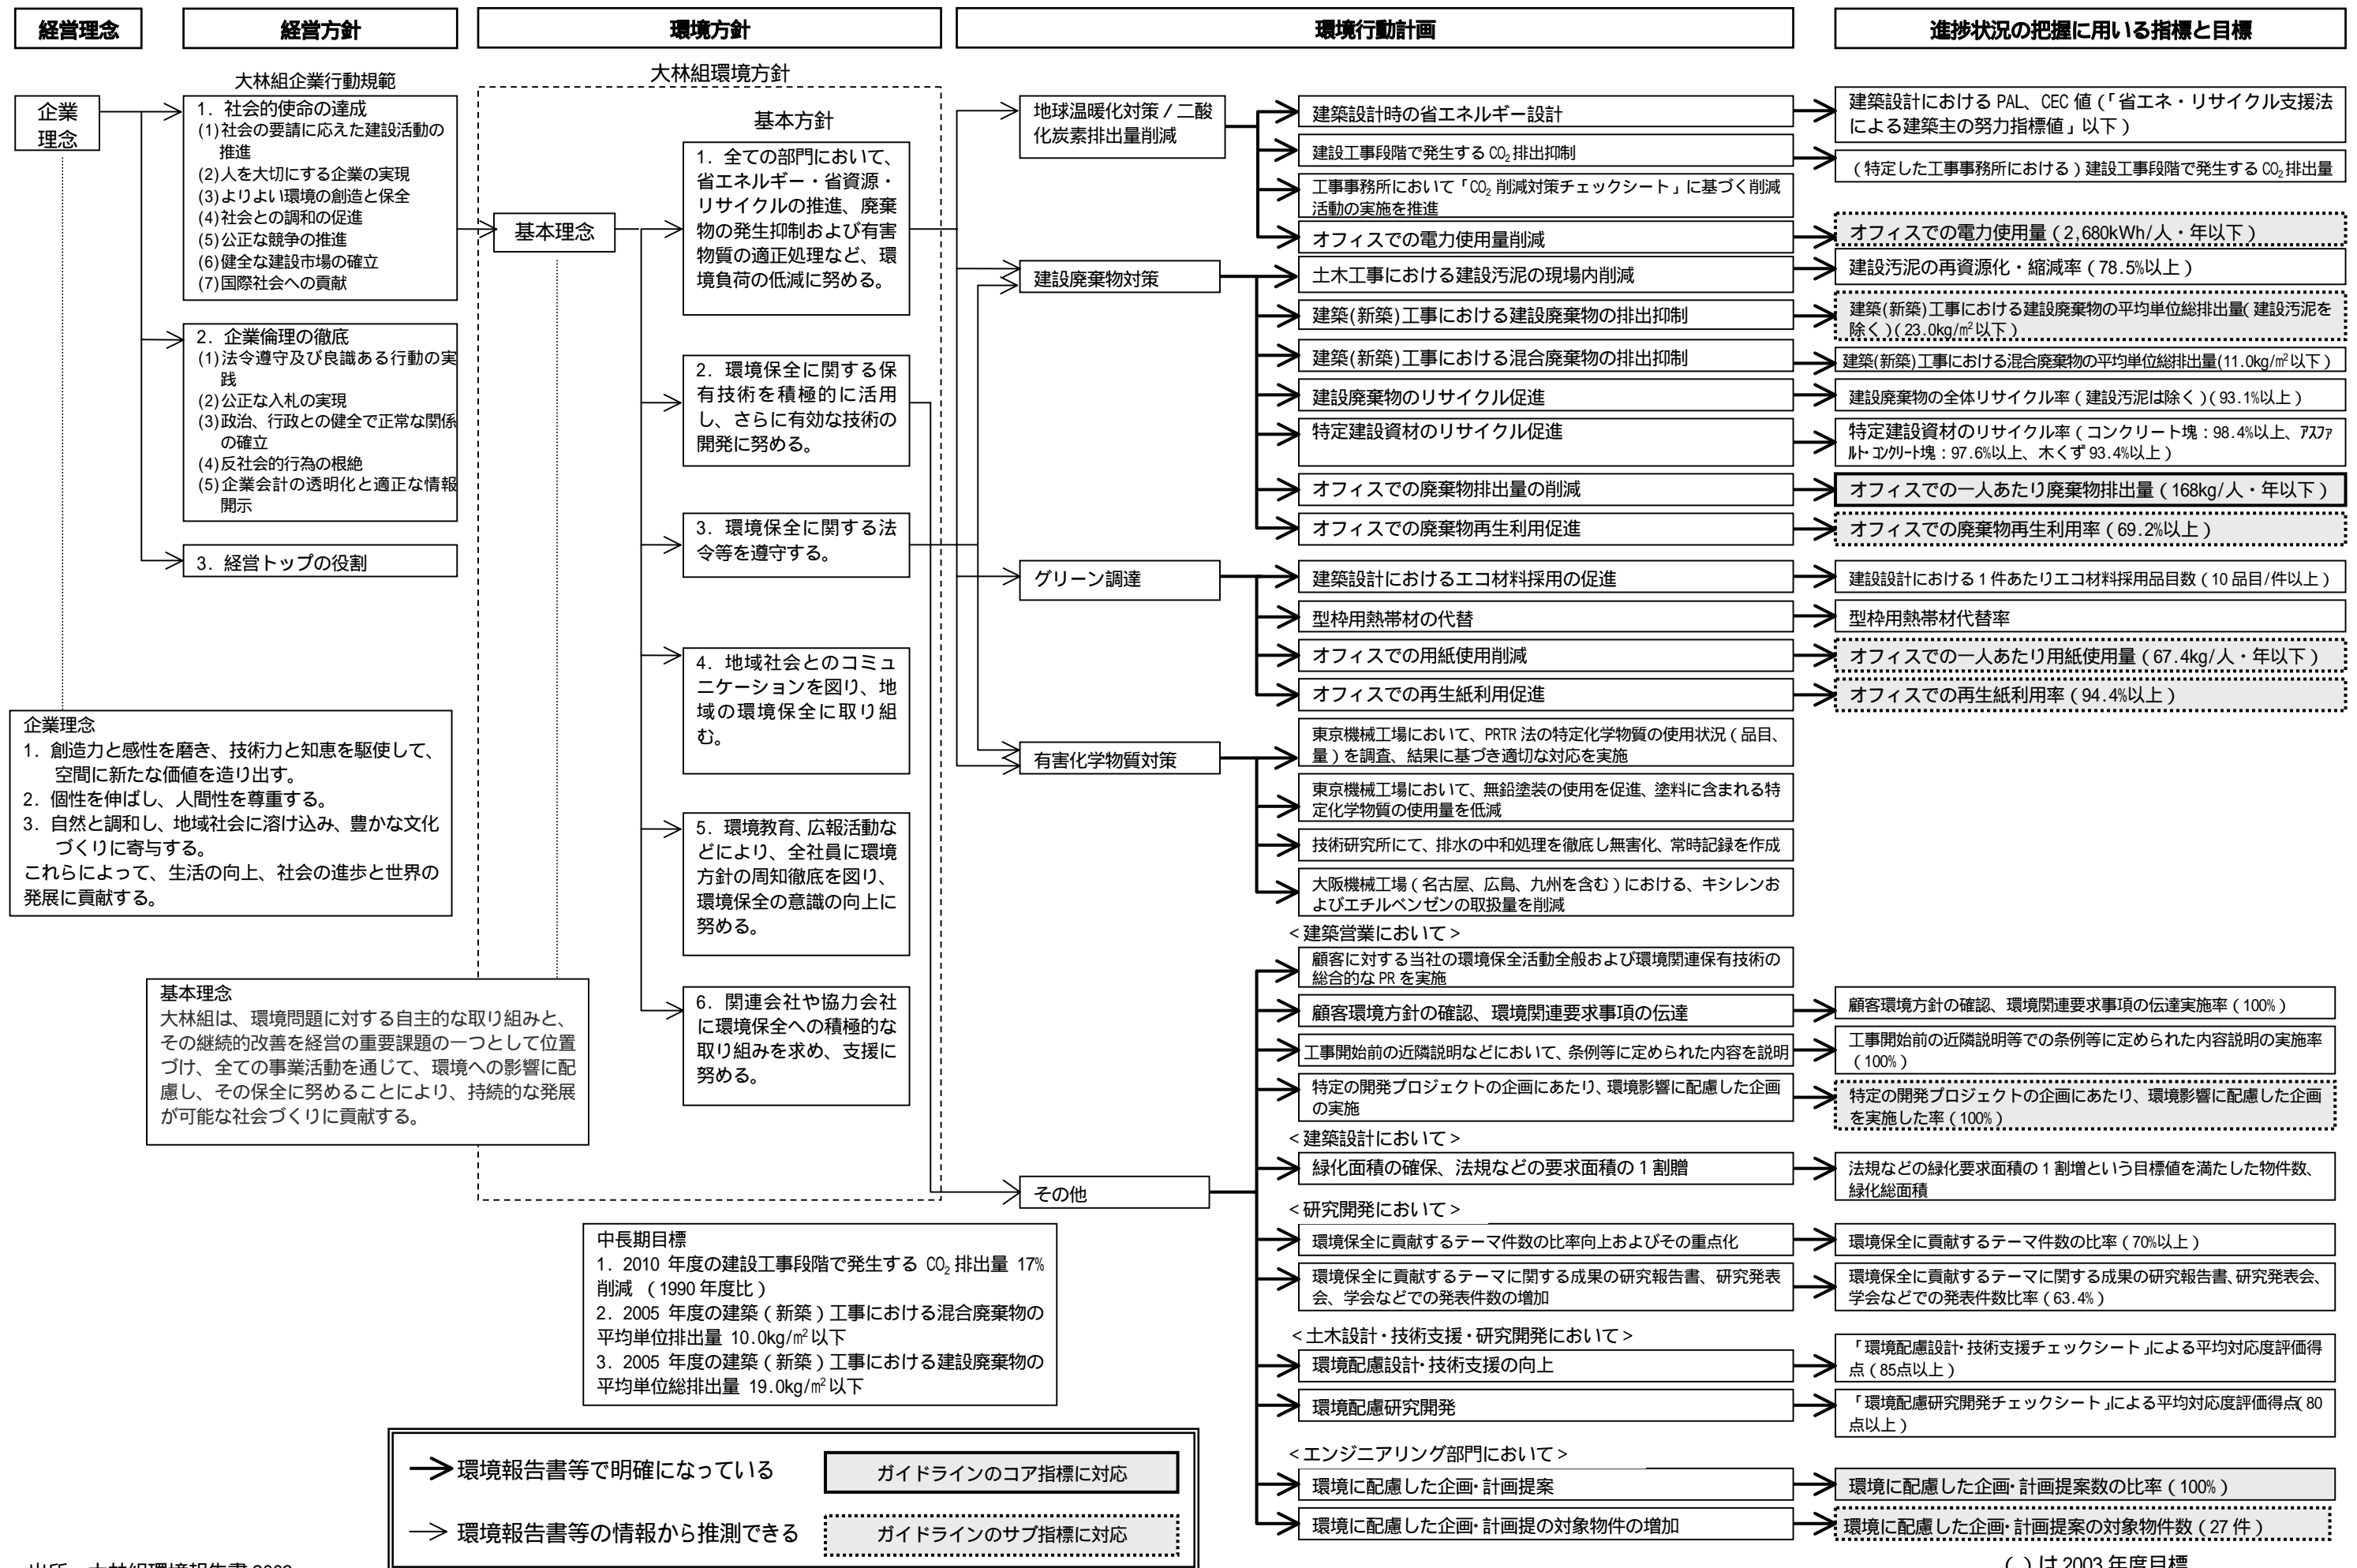 経営理念
経営方針
環境方針
環境行動計画
進捗状況の把握に用いる指標と目標
企業
理念
大林組企業行動規範
1. 社会的使命の達成
(1)社会の要請に応えた建設活動の
推進
(2)人を大切にする企業の実現
(3)よりよい環境の創造と保全
(4)社会との調和の促進
(5)公正な競争の推進
(6)健全な建設市場の確立
(7)国際社会への貢献
2. 企業倫理の徹底
(1)法令遵守及び良識ある行動の実
践
(2)公正な入札の実現
(3)政治、行政との健全で正常な関係
の確立
(4)反社会的行為の根絶
(5)企業会計の透明化と適正な情報
開示
3. 経営トップの役割
企業理念
1. 創造力と感性を磨き、技術力と知恵を駆使して、
空間に新たな価値を造り出す。
2. 個性を伸ばし、人間性を尊重する。
3. 自然と調和し、地域社会に溶け込み、豊かな文化
づくりに寄与する。
これらによって、生活の向上、社会の進歩と世界の
発展に貢献する。
大林組環境方針
基本理念
基本方針
1. 全ての部門において、
省エネルギー・省資源・
リサイクルの推進、廃棄
物の発生抑制および有害
物質の適正処理など、環
境負荷の低減に努める。
2. 環境保全に関する保
有技術を積極的に活用
し、さらに有効な技術の
開発に努める。
3. 環境保全に関する法
令等を遵守する。
4. 地域社会とのコミュ
ニケーションを図り、地
域の環境保全に取り組
む。
5. 環境教育、広報活動な
どにより、全社員に環境
方針の周知徹底を図り、
環境保全の意識の向上に
努める。
6. 関連会社や協力会社
に環境保全への積極的な
取り組みを求め、支援に
努める。
基本理念
大林組は、環境問題に対する自主的な取り組みと、
その継続的改善を経営の重要課題の一つとして位置
づけ、全ての事業活動を通じて、環境への影響に配
慮し、その保全に努めることにより、持続的な発展
が可能な社会づくりに貢献する。
中長期目標
1. 2010 年度の建設工事段階で発生する CO₂排出量 17%
削減 (1990年度比)
2. 2005 年度の建築(新築)工事における混合廃棄物の
平均単位排出量 10.0kg/㎡以下
3. 2005 年度の建築(新築)工事における建設廃棄物の
平均単位総排出量 19.0kg/㎡以下
地球温暖化対策/二酸
化炭素排出量削減
建築設計時の省エネルギー設計
建築設計における PAL、CEC 値(「省エネ・リサイクル支援法
による建築主の努力指標値」以下)
建設工事段階で発生する CO₂排出抑制
(特定した工事事務所における)建設工事段階で発生する CO₂排出量
工事事務所において「CO₂ 削減対策チェックシート」に基づく削減
活動の実施を推進
オフィスでの電力使用量削減
オフィスでの電力使用量(2,680kWh/人・年以下)
建設廃棄物対策
土木工事における建設汚泥の現場内削減
建設汚泥の再資源化・縮減率(78.5%以上)
建築(新築)工事における建設廃棄物の排出抑制
建築(新築)工事における建設廃棄物の平均単位総排出量(建設汚泥を
除く)(23.0kg/㎡以下)
建築(新築)工事における混合廃棄物の排出抑制
建築(新築)工事における混合廃棄物の平均単位総排出量(11.0kg/㎡以下)
建設廃棄物のリサイクル促進
建設廃棄物の全体リサイクル率(建設汚泥は除く)(93.1%以上)
特定建設資材のリサイクル促進
特定建設資材のリサイクル率(コンクリート塊:98.4%以上、アスファ
ルト・コンクリート塊:97.6%以上、木くず 93.4%以上)
オフィスでの廃棄物排出量の削減
オフィスでの一人あたり廃棄物排出量(168kg/人・年以下)
オフィスでの廃棄物再生利用促進
オフィスでの廃棄物再生利用率(69.2%以上)
グリーン調達
建築設計におけるエコ材料採用の促進
建設設計における1件あたりエコ材料採用品目数(10品目/件以上)
型枠用熱帯材の代替
型枠用熱帯材代替率
オフィスでの用紙使用削減
オフィスでの一人あたり用紙使用量(67.4kg/人・年以下)
オフィスでの再生紙利用促進
オフィスでの再生紙利用率(94.4%以上)
有害化学物質対策
東京機械工場において、PRTR 法の特定化学物質の使用状況(品目、
量)を調査、結果に基づき適切な対応を実施
東京機械工場において、無鉛塗装の使用を促進、塗料に含まれる特
定化学物質の使用量を低減
技術研究所にて、排水の中和処理を徹底し無害化、常時記録を作成
大阪機械工場(名古屋、広島、九州を含む)における、キシレンお
よびエチルベンゼンの取扱量を削減
その他
<建築営業において>
顧客に対する当社の環境保全活動全般および環境関連保有技術の
総合的な PR を実施
顧客環境方針の確認、環境関連要求事項の伝達
顧客環境方針の確認、環境関連要求事項の伝達実施率(100%)
工事開始前の近隣説明などにおいて、条例等に定められた内容を説明
工事開始前の近隣説明等での条例等に定められた内容説明の実施率
(100%)
特定の開発プロジェクトの企画にあたり、環境影響に配慮した企画
の実施
特定の開発プロジェクトの企画にあたり、環境影響に配慮した企画
を実施した率(100%)
<建築設計において>
緑化面積の確保、法規などの要求面積の1割贈
法規などの緑化要求面積の1割増という目標値を満たした物件数、
緑化総面積
<研究開発において>
環境保全に貢献するテーマ件数の比率向上およびその重点化
環境保全に貢献するテーマ件数の比率(70%以上)
環境保全に貢献するテーマに関する成果の研究報告書、研究発表
会、学会などでの発表件数の増加
環境保全に貢献するテーマに関する成果の研究報告書、研究発表会、
学会などでの発表件数比率(63.4%)
<土木設計・技術支援・研究開発において>
環境配慮設計・技術支援の向上
「環境配慮設計・技術支援チェックシート」による平均対応度評価得
点(85点以上)
環境配慮研究開発
「環境配慮研究開発チェックシート」による平均対応度評価得点(80
点以上)
<エンジニアリング部門において>
環境に配慮した企画・計画提案
環境に配慮した企画・計画提案数の比率(100%)
環境に配慮した企画・計画提の対象物件の増加
環境に配慮した企画・計画提案の対象物件数(27件)
環境報告書等で明確になっている
ガイドラインのコア指標に対応
環境報告書等の情報から推測できる
ガイドラインのサブ指標に対応
( )は2003年度目標